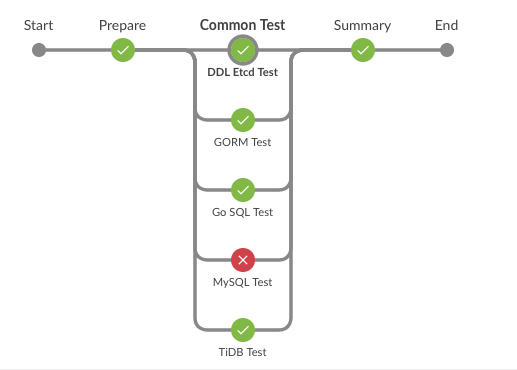 Start
Prepare
Common Test
Summary
End
DDL Etcd Test
GORM Test
Go SQL Test
MySQL Test
TiDB Test